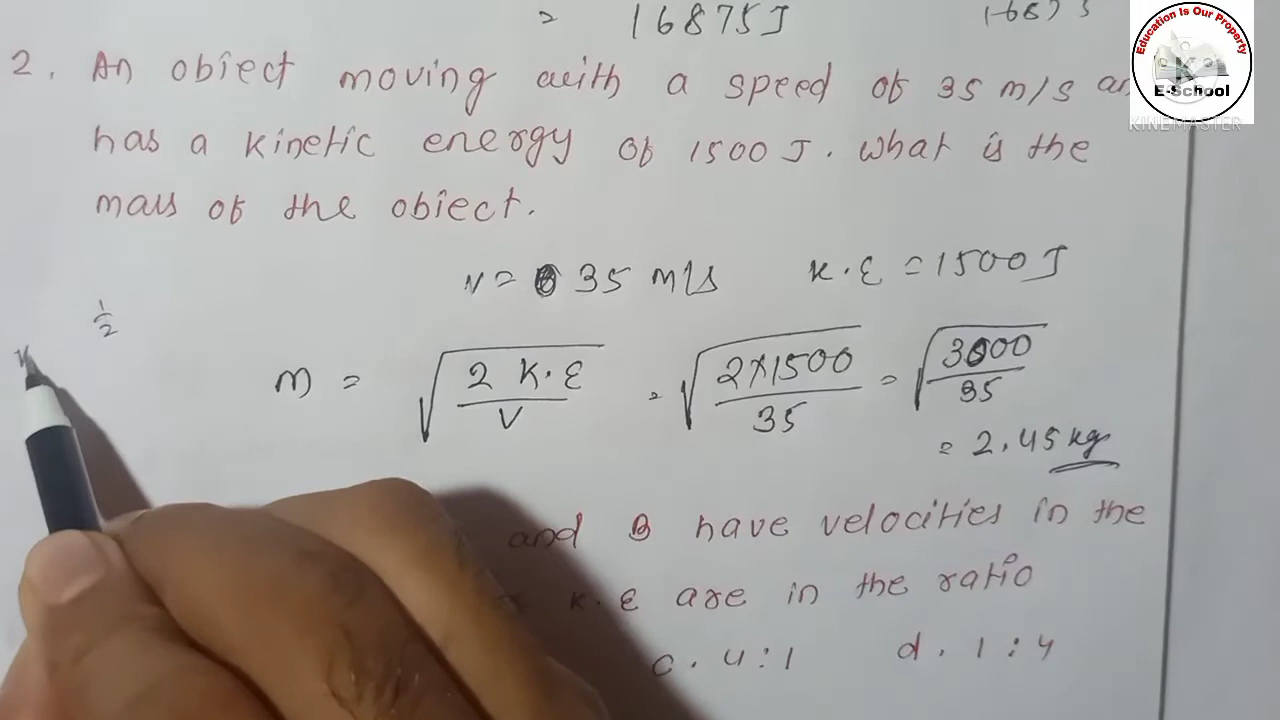 = 16875J
Education Is Our Property
K
E-School
KINEMASTER
2. An object moving with a speed of 35 m/s
has a kinetic energy of 1500 J. What is the
mass of the object.
v = 35 m/s K.E = 1500 J
1/2
m = √(2 K.E / v) = √(2×1500 / 35) = √(3000 / 35)
= 2.45 kg
and B have velocities in the
K.E are in the ratio
c. 4:1 d. 1:4